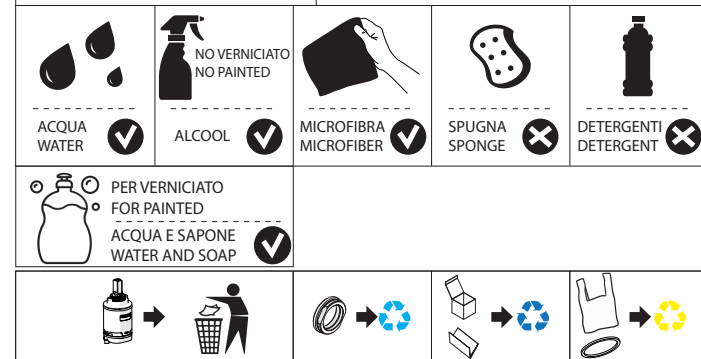 NO VERNICIATO
NO PAINTED
ACQUA
WATER
ALCOOL
MICROFIBRA
MICROFIBER
SPUGNA
SPONGE
DETERGENTI
DETERGENT
PER VERNICIATO
FOR PAINTED
ACQUA E SAPONE
WATER AND SOAP